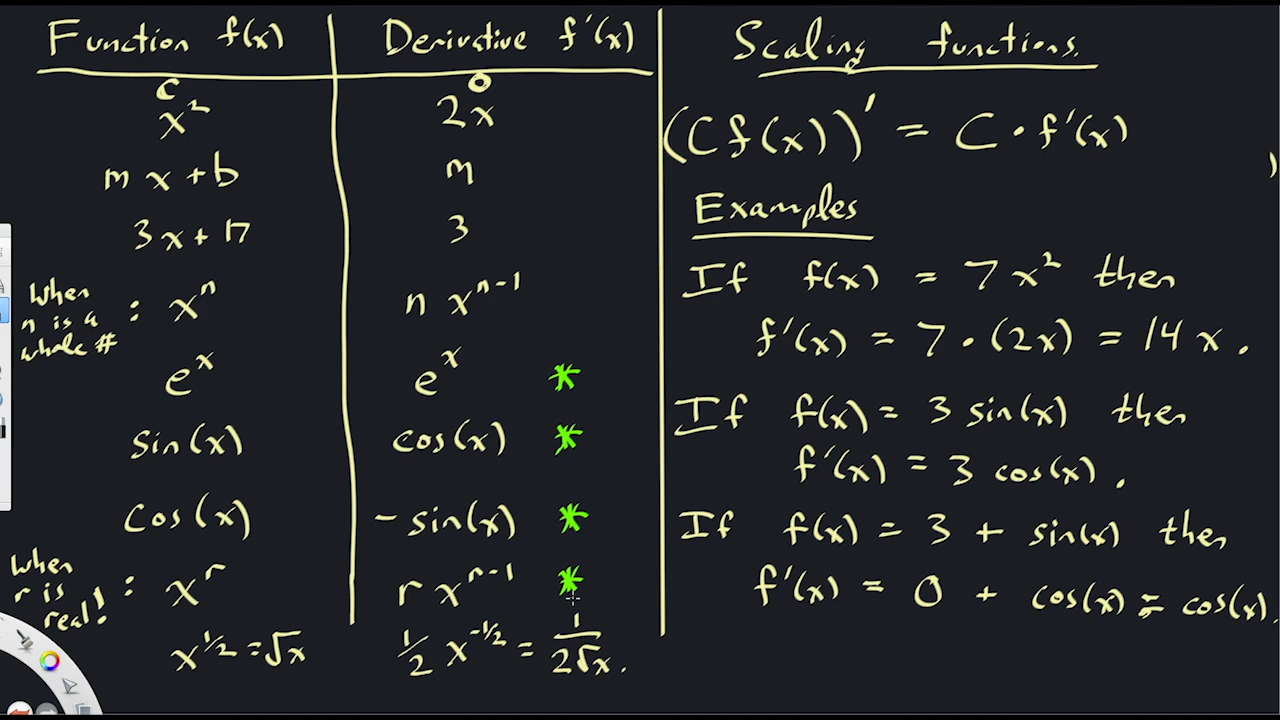 Function f(x) Derivative f'(x)
c 0
x² 2x
mx+b m
3x+17 3
When n is a whole # : xⁿ n xⁿ⁻¹
eˣ eˣ *
sin(x) cos(x) *
cos(x) -sin(x) *
When r is real! : xʳ r xʳ⁻¹ *
x^{1/2} = √x 1/2 x^{-1/2} = 1/(2√x).
Scaling functions.
(Cf(x))' = C·f'(x)
Examples
If f(x) = 7x² then
f'(x) = 7·(2x) = 14x.
If f(x) = 3 sin(x) then
f'(x) = 3 cos(x).
If f(x) = 3 + sin(x) then
f'(x) = 0 + cos(x) = cos(x).